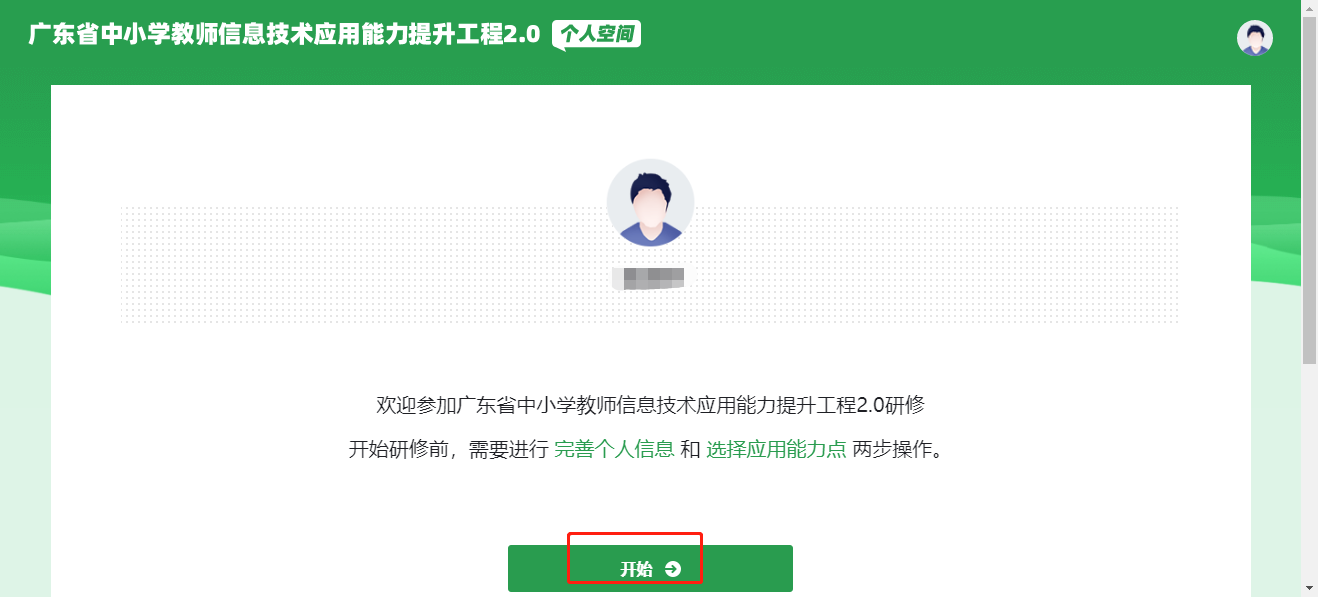 广东省中小学教师信息技术应用能力提升工程2.0 个人空间
欢迎参加广东省中小学教师信息技术应用能力提升工程2.0研修
开始研修前，需要进行 完善个人信息 和 选择应用能力点 两步操作。
开始